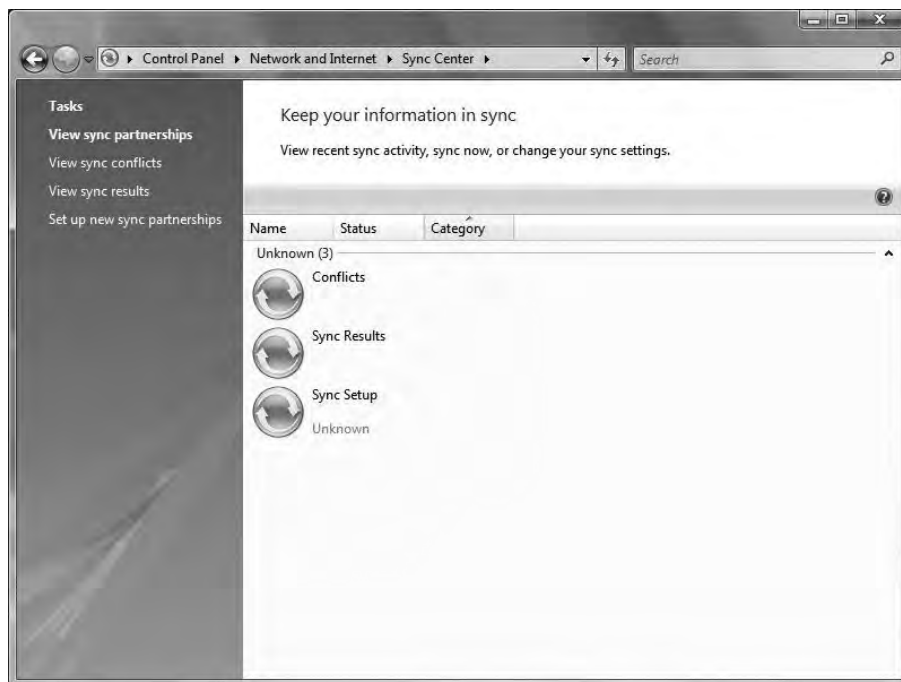 Control Panel Network and Internet Sync Center Search
Tasks
View sync partnerships
View sync conflicts
View sync results
Set up new sync partnerships
Keep your information in sync
View recent sync activity, sync now, or change your sync settings.
Name Status Category
Unknown (3)
Conflicts
Sync Results
Sync Setup
Unknown